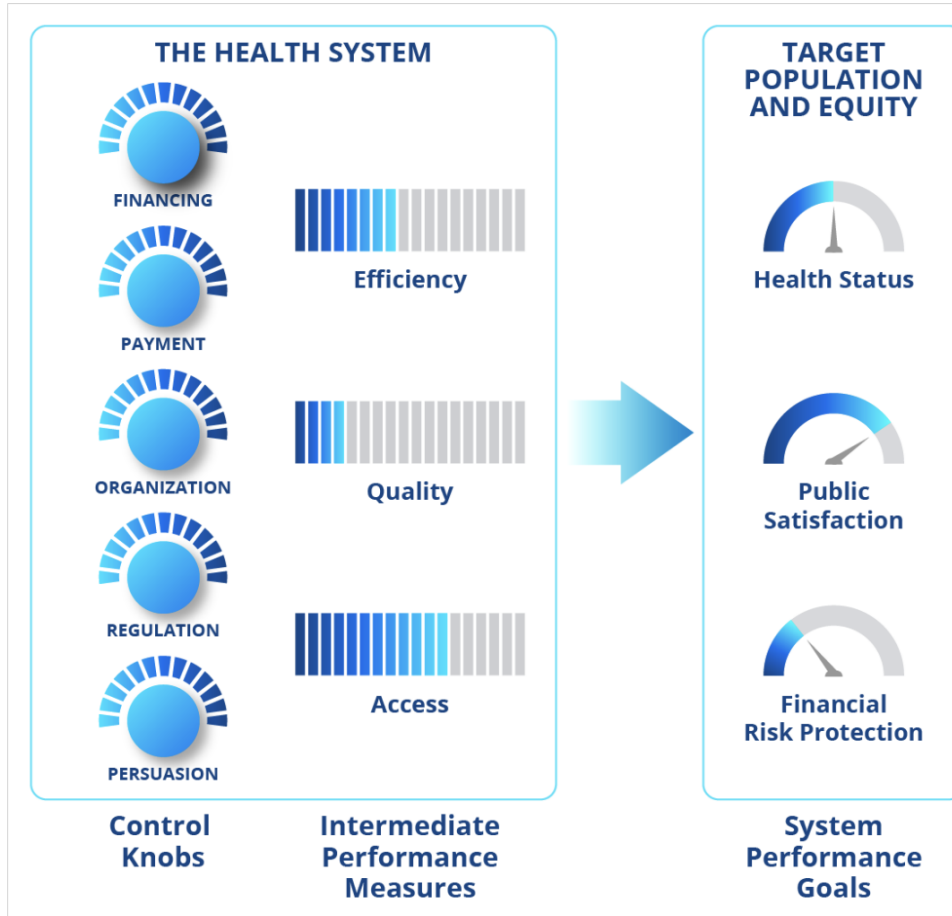 THE HEALTH SYSTEM
FINANCING
PAYMENT
ORGANIZATION
REGULATION
PERSUASION
Efficiency
Quality
Access
TARGET
POPULATION
AND EQUITY
Health Status
Public
Satisfaction
Financial
Risk Protection
Control
Knobs
Intermediate
Performance
Measures
System
Performance
Goals